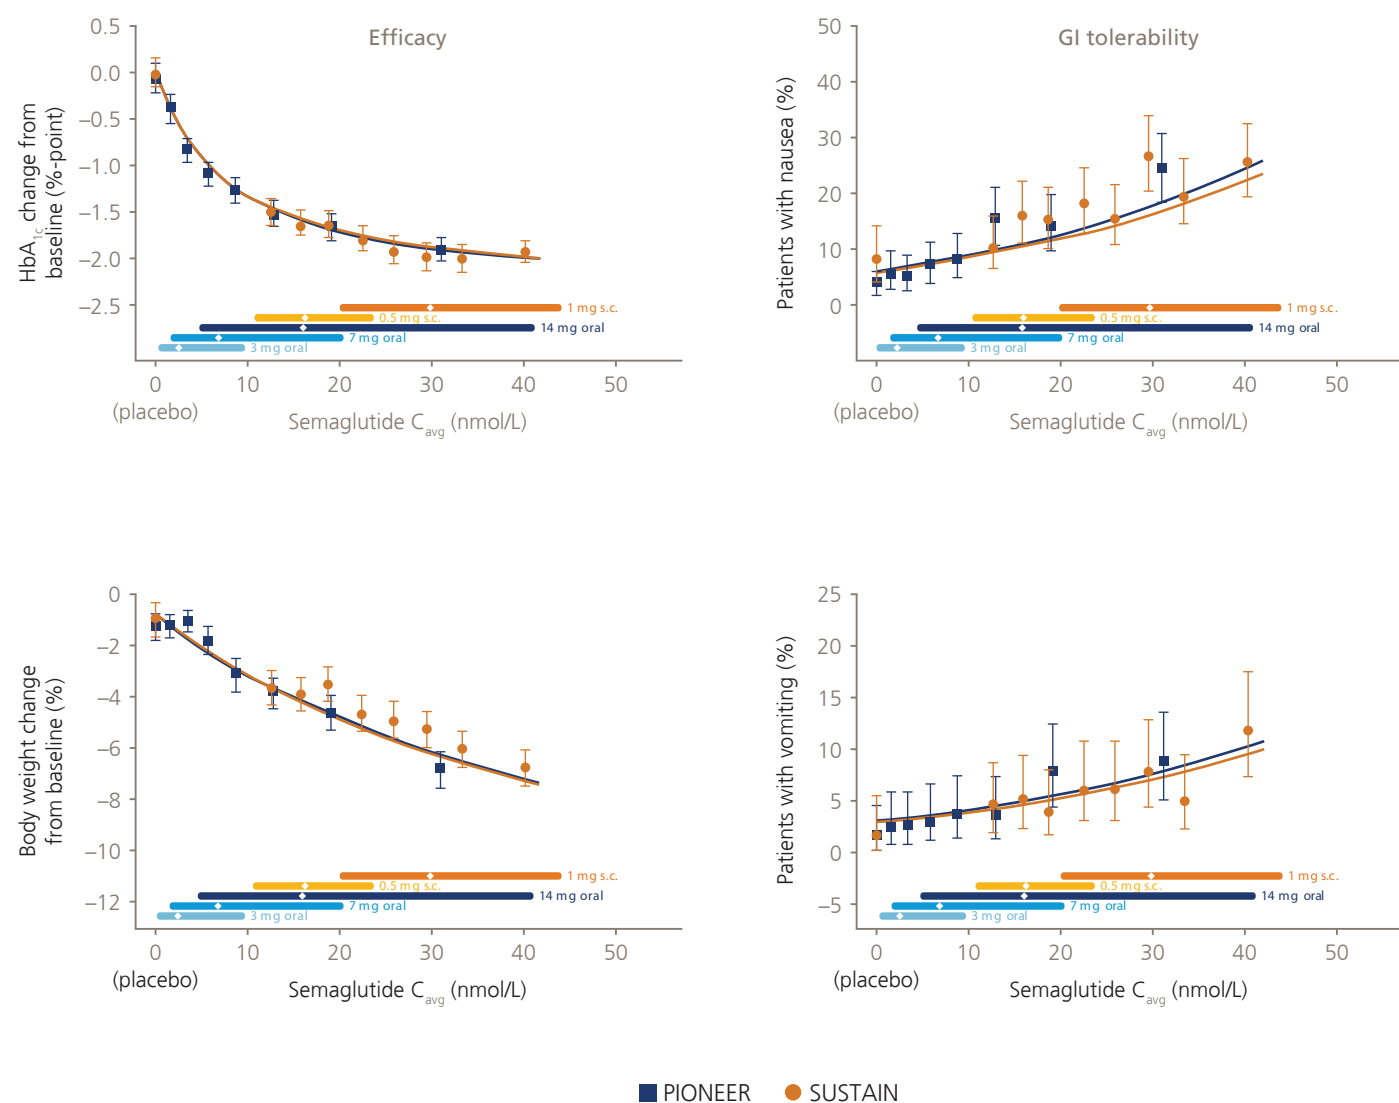 Efficacy
HbA1c change from
baseline (%-point)
0.5
0.0
–0.5
–1.0
–1.5
–2.0
–2.5
1 mg s.c.
0.5 mg s.c.
14 mg oral
7 mg oral
3 mg oral
0 10 20 30 40 50
(placebo)
Semaglutide Cavg (nmol/L)
GI tolerability
Patients with nausea (%)
50
40
30
20
10
0
1 mg s.c.
0.5 mg s.c.
14 mg oral
7 mg oral
3 mg oral
0 10 20 30 40 50
(placebo)
Semaglutide Cavg (nmol/L)
Body weight change
from baseline (%)
0
–2
–4
–6
–8
–10
–12
1 mg s.c.
0.5 mg s.c.
14 mg oral
7 mg oral
3 mg oral
0 10 20 30 40 50
(placebo)
Semaglutide Cavg (nmol/L)
Patients with vomiting (%)
25
20
15
10
5
0
–5
1 mg s.c.
0.5 mg s.c.
14 mg oral
7 mg oral
3 mg oral
0 10 20 30 40 50
(placebo)
Semaglutide Cavg (nmol/L)
PIONEER SUSTAIN